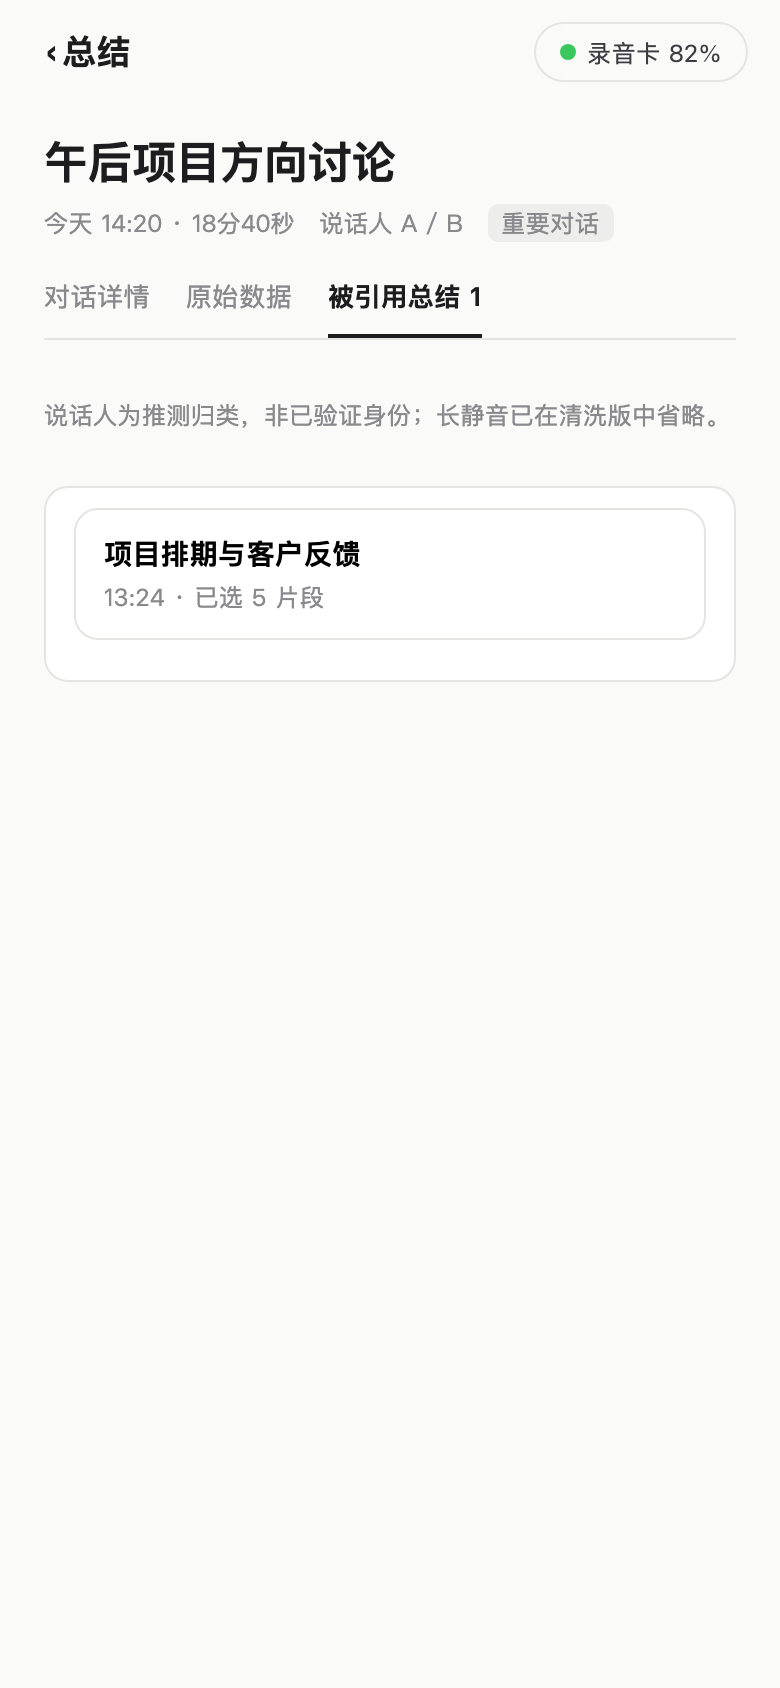 ‹ 总结
录音卡 82%
午后项目方向讨论
今天 14:20 · 18分40秒 说话人 A / B 重要对话
对话详情 原始数据 被引用总结 1
说话人为推测归类，非已验证身份；长静音已在清洗版中省略。
项目排期与客户反馈
13:24 · 已选 5 片段